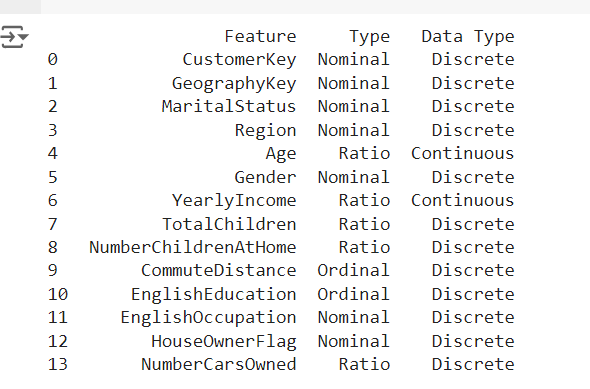 Feature Type Data Type
0 CustomerKey Nominal Discrete
1 GeographyKey Nominal Discrete
2 MaritalStatus Nominal Discrete
3 Region Nominal Discrete
4 Age Ratio Continuous
5 Gender Nominal Discrete
6 YearlyIncome Ratio Continuous
7 TotalChildren Ratio Discrete
8 NumberChildrenAtHome Ratio Discrete
9 CommuteDistance Ordinal Discrete
10 EnglishEducation Ordinal Discrete
11 EnglishOccupation Nominal Discrete
12 HouseOwnerFlag Nominal Discrete
13 NumberCarsOwned Ratio Discrete